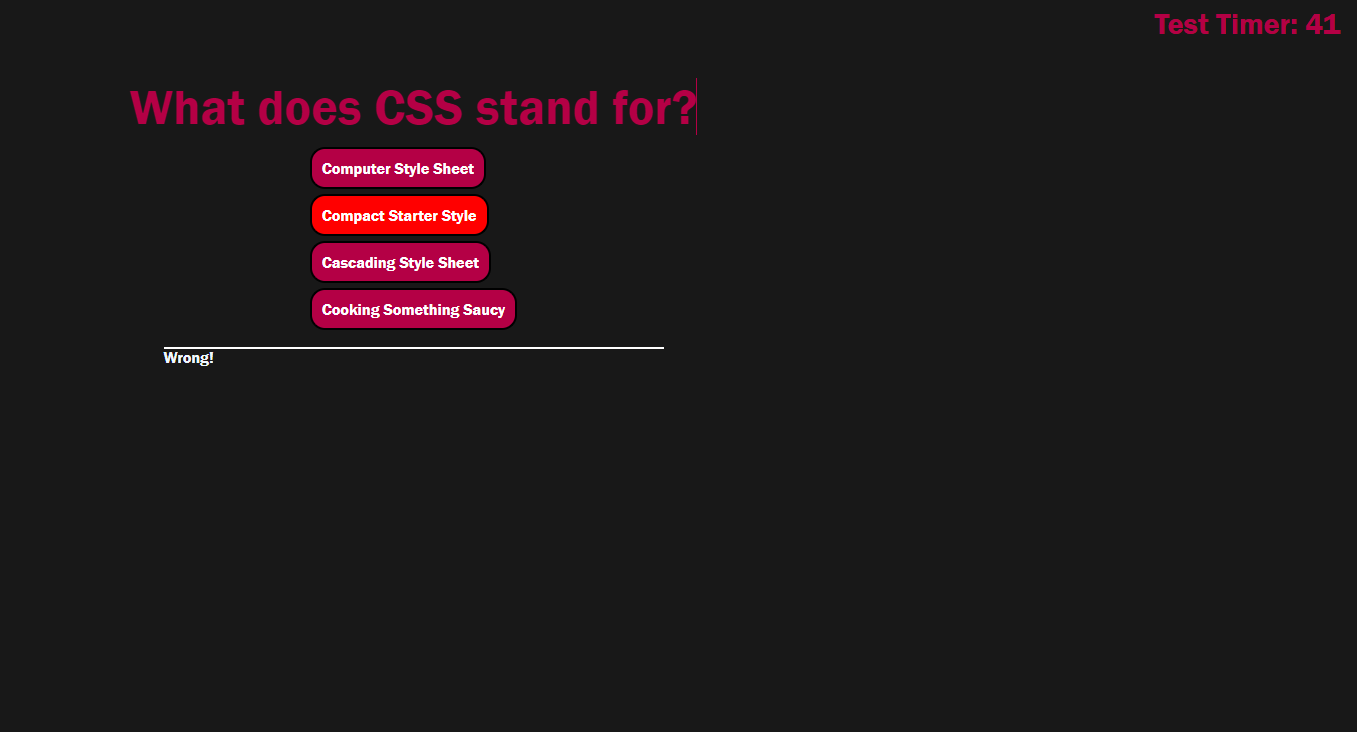 Test Timer: 41
What does CSS stand for?
Computer Style Sheet
Compact Starter Style
Cascading Style Sheet
Cooking Something Saucy
Wrong!